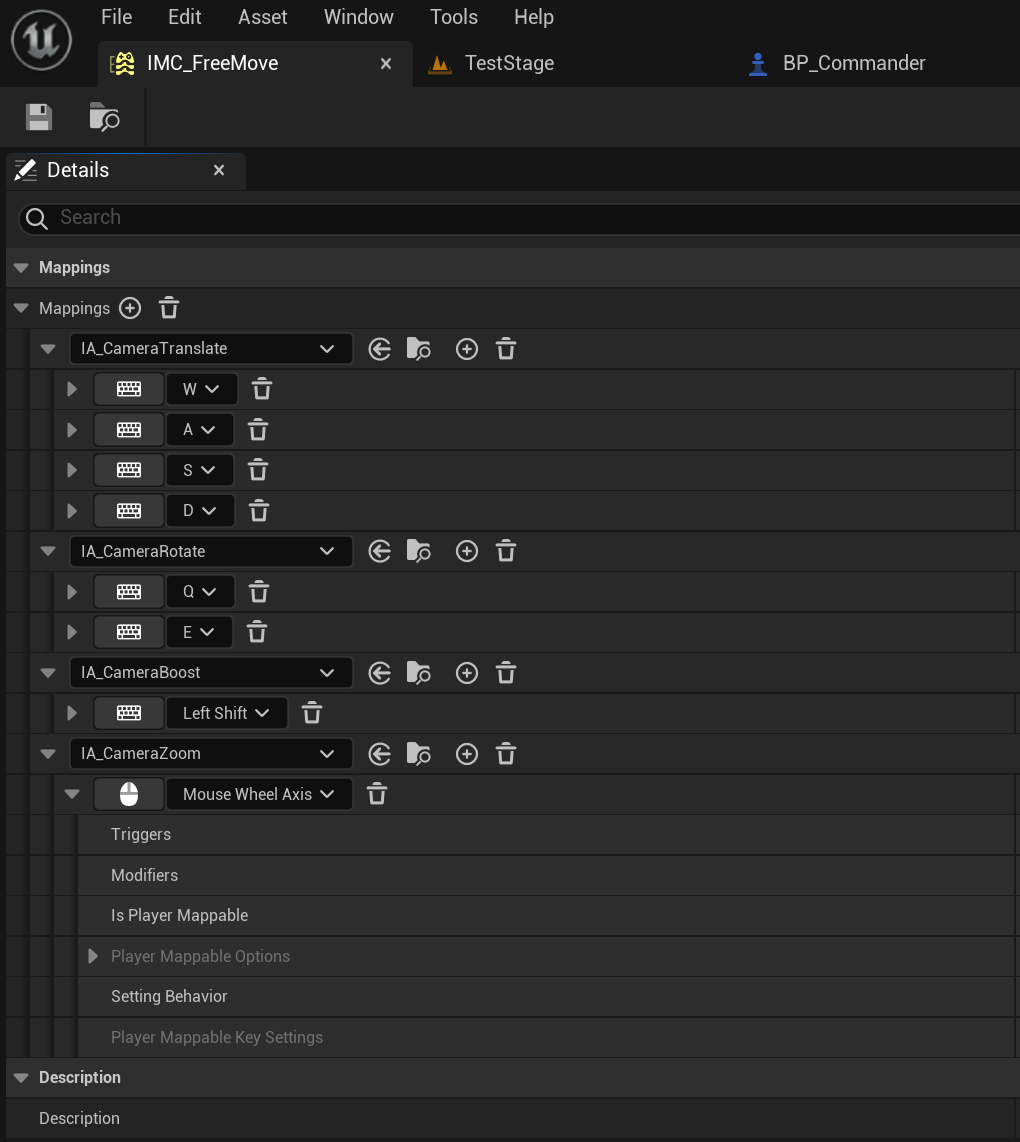 File Edit Asset Window Tools Help
IMC_FreeMove TestStage BP_Commander
Details
Search
Mappings
Mappings
IA_CameraTranslate
W
A
S
D
IA_CameraRotate
Q
E
IA_CameraBoost
Left Shift
IA_CameraZoom
Mouse Wheel Axis
Triggers
Modifiers
Is Player Mappable
Player Mappable Options
Setting Behavior
Player Mappable Key Settings
Description
Description